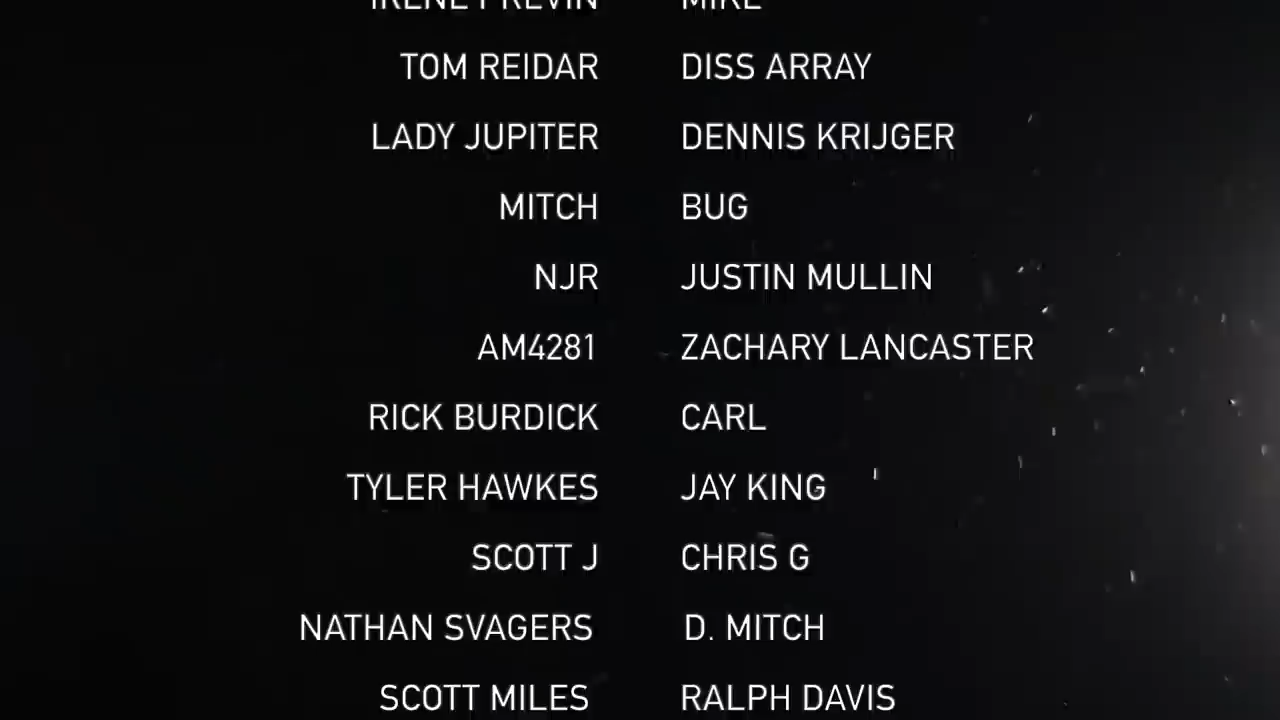 MIKE
TOM REIDAR DISS ARRAY
LADY JUPITER DENNIS KRIJGER
MITCH BUG
NJR JUSTIN MULLIN
AM4281 ZACHARY LANCASTER
RICK BURDICK CARL
TYLER HAWKES JAY KING
SCOTT J CHRIS G
NATHAN SVAGERS D. MITCH
SCOTT MILES RALPH DAVIS